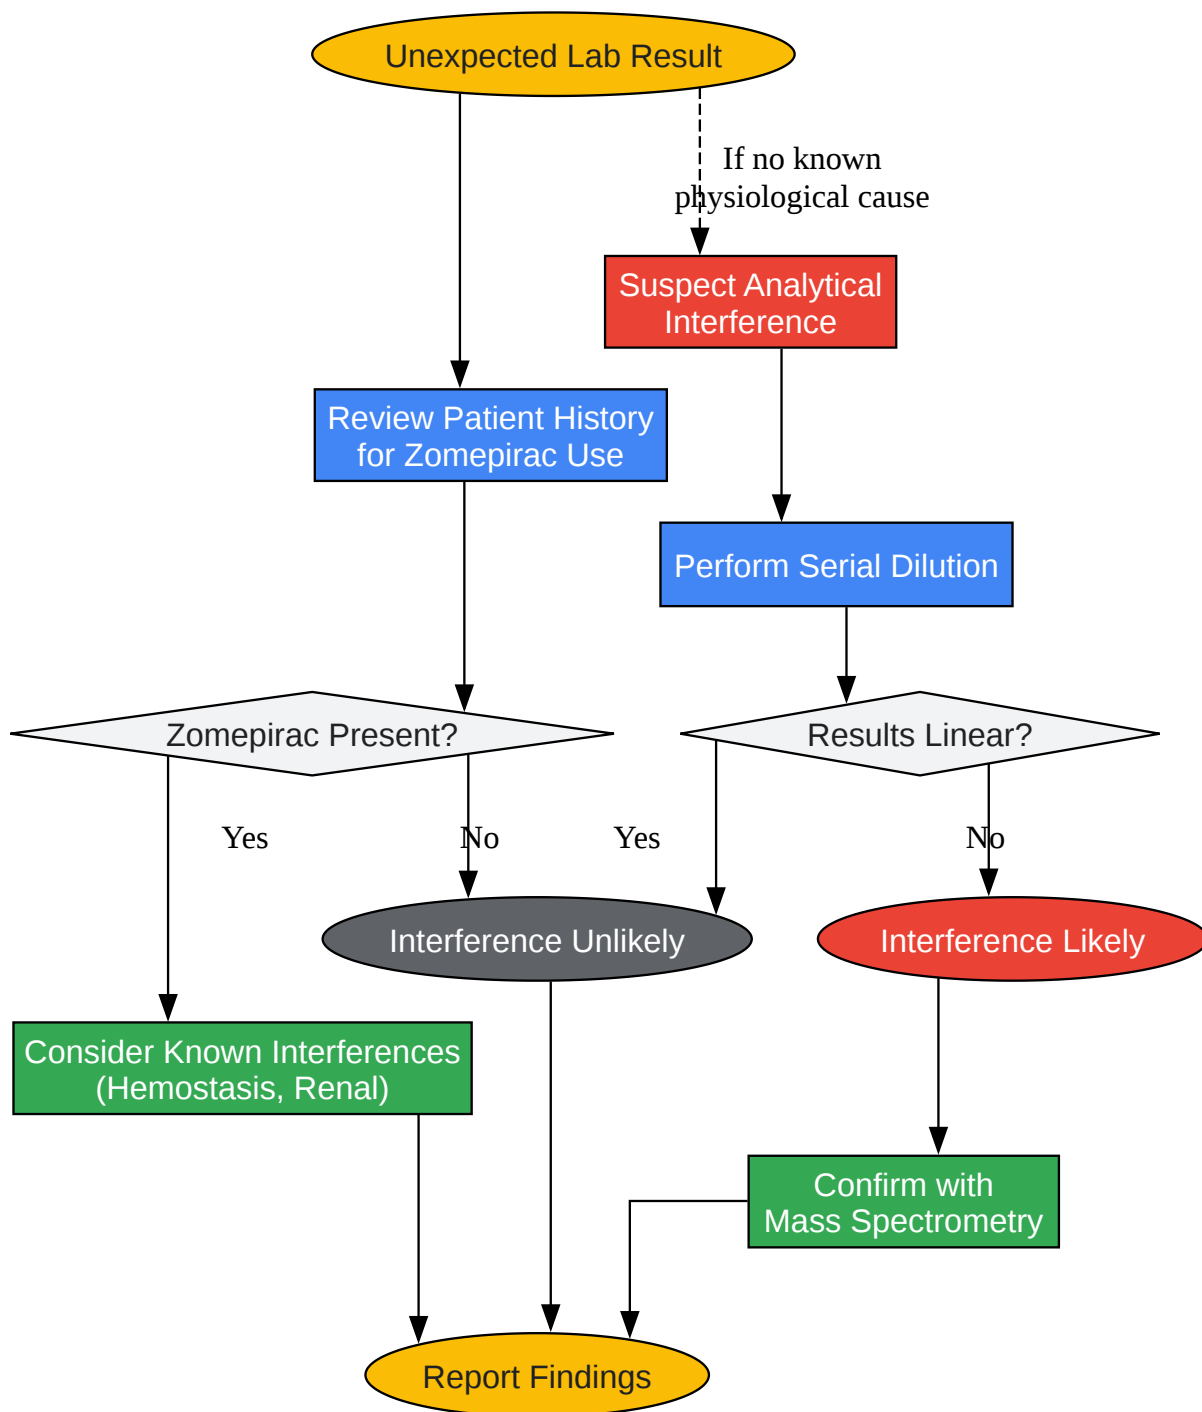 Unexpected Lab Result
If no known
physiological cause
Suspect Analytical
Interference
Review Patient History
for Zomepirac Use
Perform Serial Dilution
Zomepirac Present?
Results Linear?
Yes
No
Yes
No
Interference Unlikely
Interference Likely
Consider Known Interferences
(Hemostasis, Renal)
Confirm with
Mass Spectrometry
Report Findings